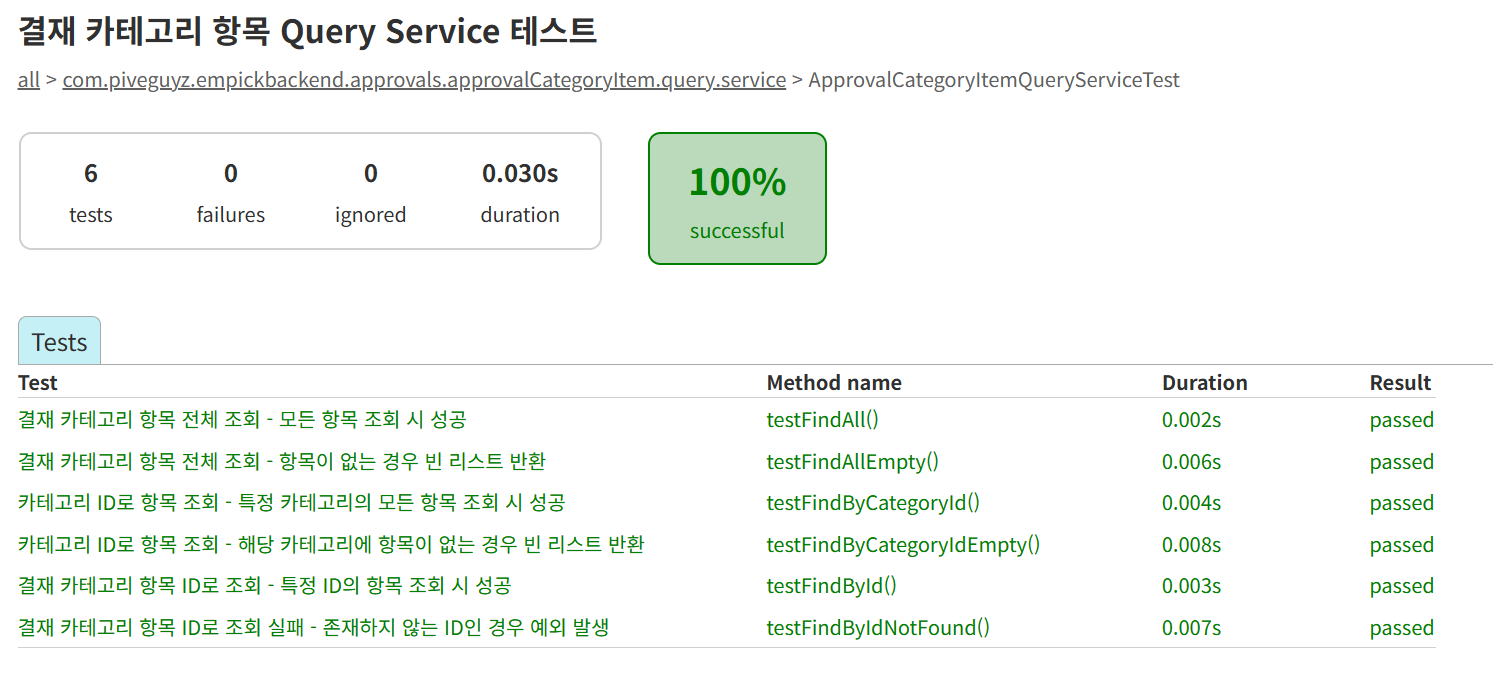 결재 카테고리 항목 Query Service 테스트
all > com.piveguyz.empickbackend.approvals.approvalCategoryItem.query.service > ApprovalCategoryItemQueryServiceTest
6 0 0 0.030s
tests failures ignored duration
100%
successful
Tests
Test Method name Duration Result
결재 카테고리 항목 전체 조회 - 모든 항목 조회 시 성공 testFindAll() 0.002s passed
결재 카테고리 항목 전체 조회 - 항목이 없는 경우 빈 리스트 반환 testFindAllEmpty() 0.006s passed
카테고리 ID로 항목 조회 - 특정 카테고리의 모든 항목 조회 시 성공 testFindByCategoryId() 0.004s passed
카테고리 ID로 항목 조회 - 해당 카테고리에 항목이 없는 경우 빈 리스트 반환 testFindByCategoryIdEmpty() 0.008s passed
결재 카테고리 항목 ID로 조회 - 특정 ID의 항목 조회 시 성공 testFindById() 0.003s passed
결재 카테고리 항목 ID로 조회 실패 - 존재하지 않는 ID인 경우 예외 발생 testFindByIdNotFound() 0.007s passed